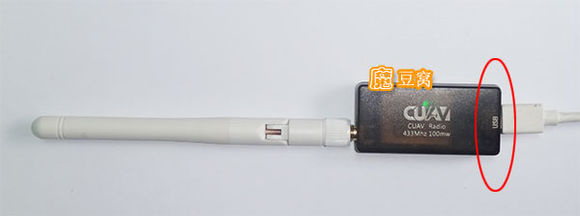 魔豆窝
CUAV
CUAV Radio
433Mhz 100mw
USB